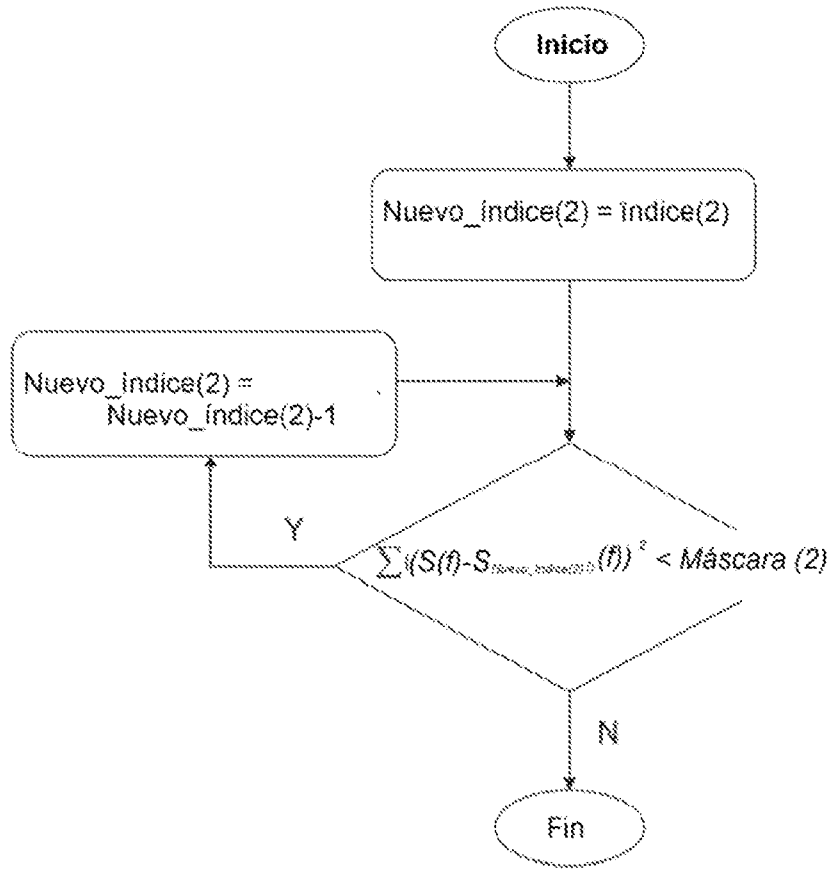 Inicio
Nuevo_índice(2) = índice(2)
Nuevo_índice(2) =
Nuevo_índice(2)-1
Y
∑((S(f)-S (f)) ² < Máscara (2)
N
Fin